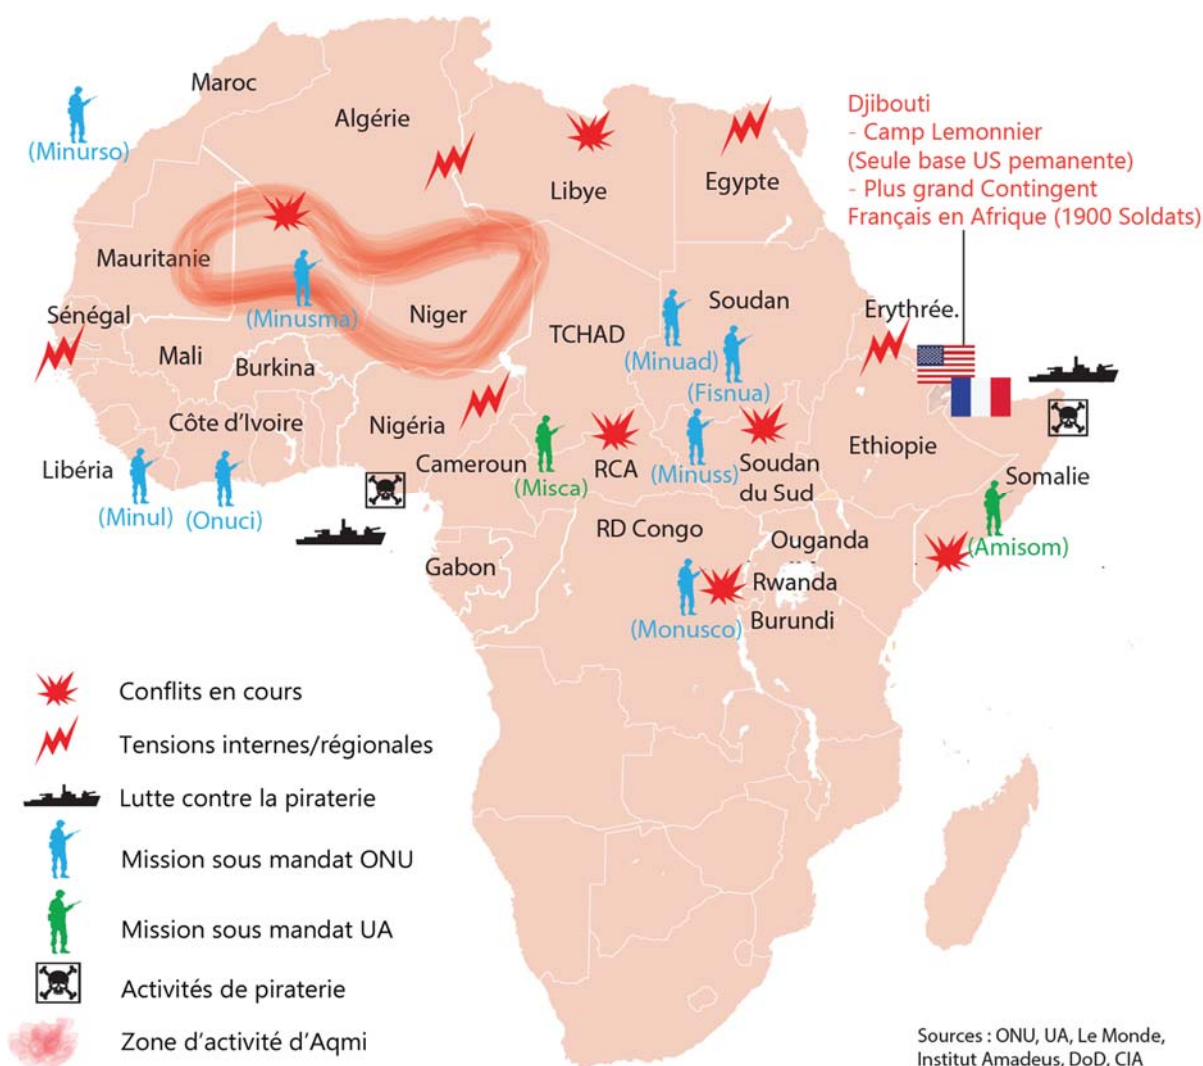 Maroc
Algérie
(Minurso)
Libye
Egypte
Djibouti
- Camp Lemonnier
(Seule base US pemanente)
- Plus grand Contingent
Français en Afrique (1900 Soldats)
Mauritanie
Sénégal
(Minusma)
Niger
Mali
Burkina
TCHAD
Soudan
(Minuad)
(Fisnua)
Erythrée.
Côte d'Ivoire
Nigéria
Libéria
(Minul)
(Onuci)
Cameroun
(Misca)
RCA
(Minuss)
Soudan
du Sud
Ethiopie
Somalie
(Amisom)
RD Congo
Ouganda
Gabon
Rwanda
(Monusco)
Burundi
Conflits en cours
Tensions internes/régionales
Lutte contre la piraterie
Mission sous mandat ONU
Mission sous mandat UA
Activités de piraterie
Zone d'activité d'Aqmi
Sources : ONU, UA, Le Monde,
Institut Amadeus, DoD, CIA